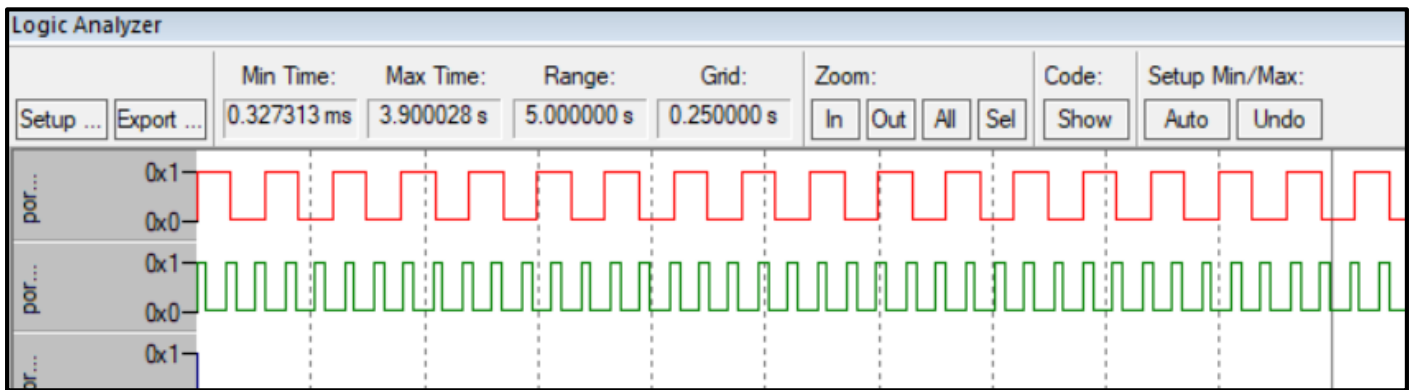 Logic Analyzer
Min Time: Max Time: Range: Grid: Zoom: Code: Setup Min/Max:
Setup ... Export ... 0.327313 ms 3.900028 s 5.000000 s 0.250000 s In Out All Sel Show Auto Undo
0x1
por...
0x0
0x1
por...
0x0
0x1